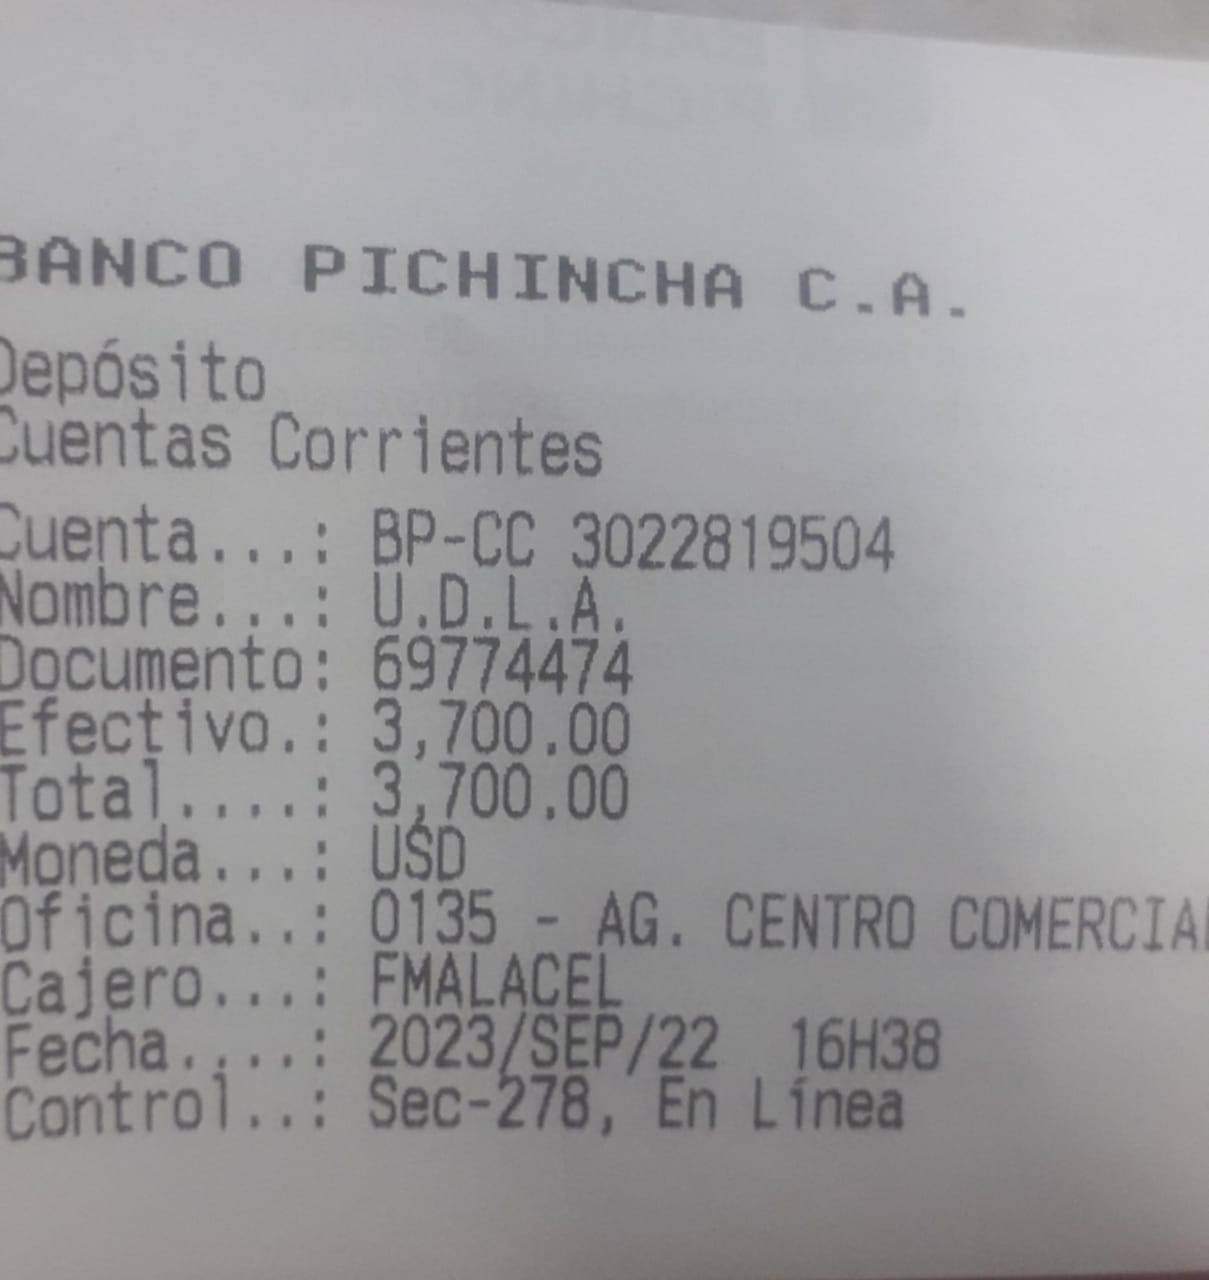 BANCO PICHINCHA C.A.
Depósito
Cuentas Corrientes
Cuenta...: BP-CC 3022819504
Nombre...: U.D.L.A.
Documento: 69774474
Efectivo.: 3,700.00
Total....: 3,700.00
Moneda...: USD
Oficina..: 0135 - AG. CENTRO COMERCIAL
Cajero...: FMALACEL
Fecha....: 2023/SEP/22 16H38
Control..: Sec-278, En Línea